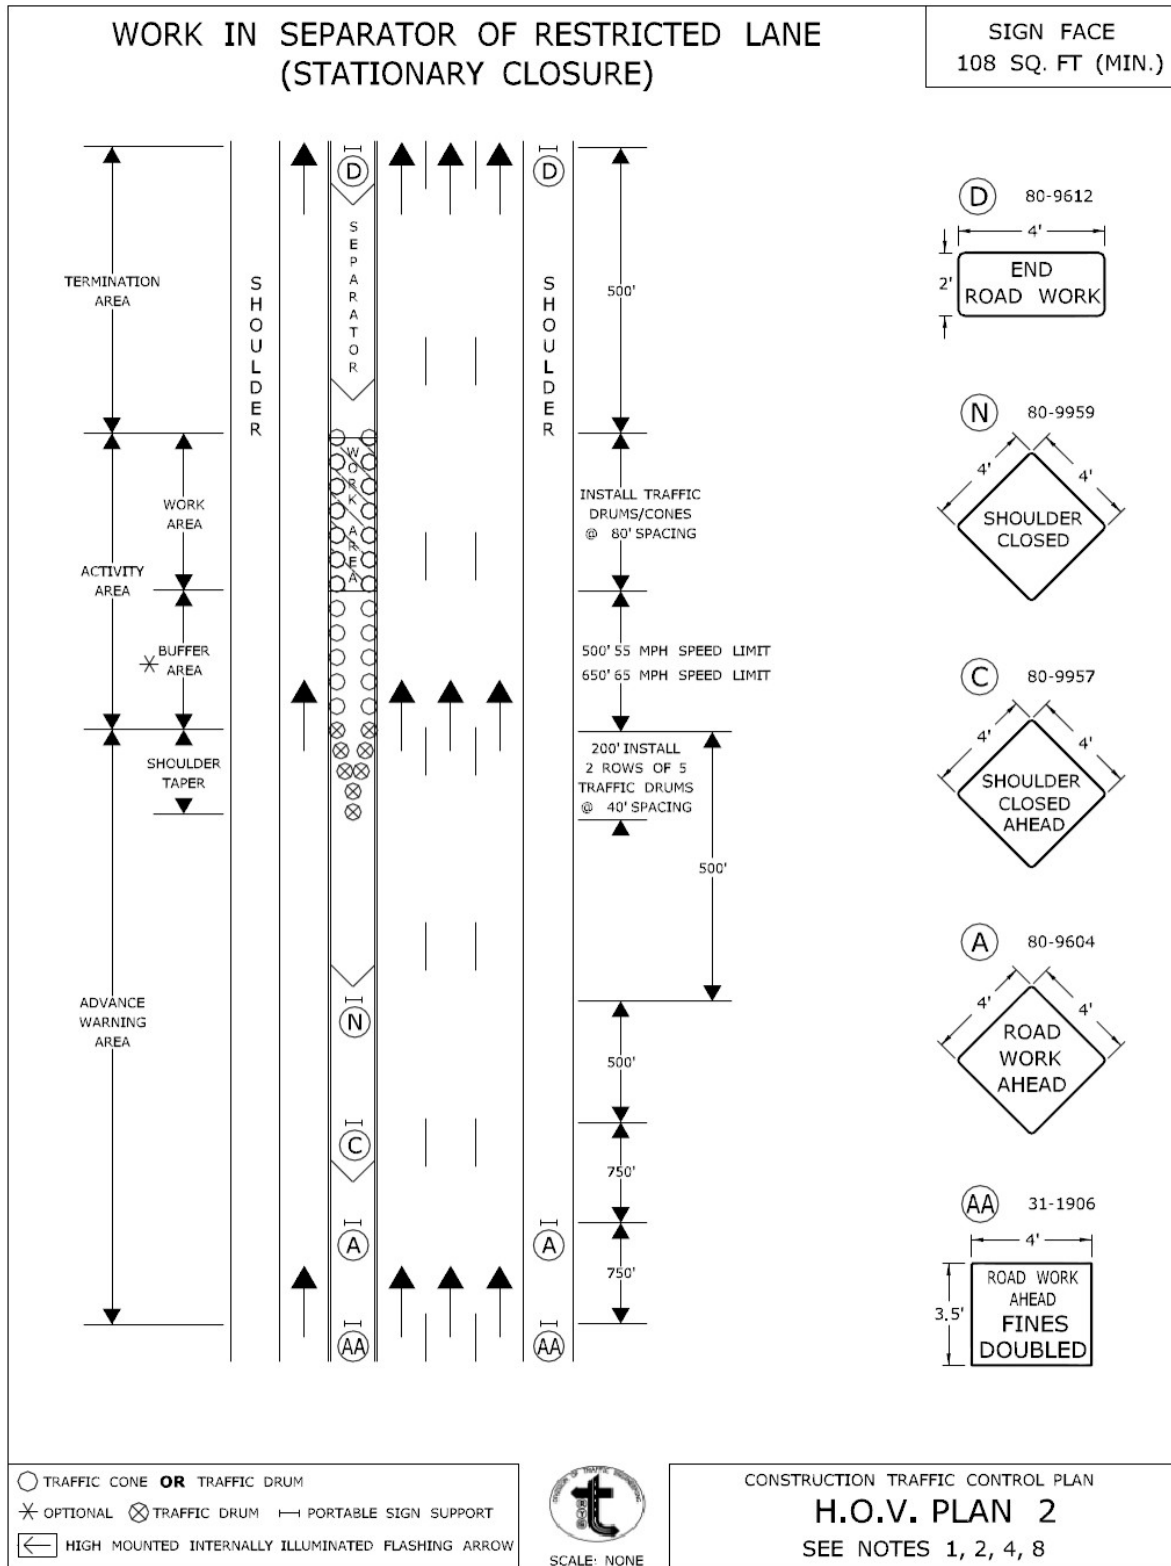 WORK IN SEPARATOR OF RESTRICTED LANE
(STATIONARY CLOSURE)
SIGN FACE
108 SQ. FT (MIN.)
D
D
SEPARATOR
SHOULDER
SHOULDER
TERMINATION
AREA
500'
WORK AREA
WORK
AREA
INSTALL TRAFFIC
DRUMS/CONES
@ 80' SPACING
ACTIVITY
AREA
BUFFER
AREA
500' 55 MPH SPEED LIMIT
650' 65 MPH SPEED LIMIT
SHOULDER
TAPER
200' INSTALL
2 ROWS OF 5
TRAFFIC DRUMS
@ 40' SPACING
500'
ADVANCE
WARNING
AREA
N
500'
C
750'
A
A
750'
AA
AA
D 80-9612
4'
2'
END
ROAD WORK
N 80-9959
4' 4'
SHOULDER
CLOSED
C 80-9957
4' 4'
SHOULDER
CLOSED
AHEAD
A 80-9604
4' 4'
ROAD
WORK
AHEAD
AA 31-1906
4'
3.5'
ROAD WORK
AHEAD
FINES
DOUBLED
TRAFFIC CONE OR TRAFFIC DRUM
OPTIONAL TRAFFIC DRUM PORTABLE SIGN SUPPORT
HIGH MOUNTED INTERNALLY ILLUMINATED FLASHING ARROW
DIVISION OF TRAFFIC ENGINEERING
SCALE: NONE
CONSTRUCTION TRAFFIC CONTROL PLAN
H.O.V. PLAN 2
SEE NOTES 1, 2, 4, 8